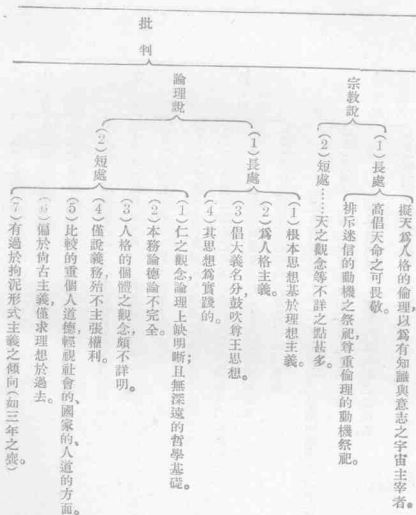 批判
宗教說
(1)長處
擬天爲人格的倫理,以爲有知識與意志之宇宙主宰者。
高倡天命之可畏敬。
排斥迷信的動機之祭祀,尊重倫理的動機祭祀。
(2)短處……天之觀念等不詳之點甚多。
論理說
(1)長處
(1)根本思想基於理想主義。
(2)爲人格主義。
(3)倡大義名分,鼓吹尊王思想。
(4)其思想爲實踐的。
(2)短處
(1)仁之觀念,論理上缺明晰;且無深遠的哲學基礎。
(2)本務論德論不完全。
(3)人格的個體之觀念,頗不詳明。
(4)僅說義務,殆不主張權利。
(5)比較的重個人道德,輕視社會的、國家的、人道的方面。
(6)偏於尙古主義,僅求理想於過去。
(7)有過於拘泥形式主義之傾向(如三年之喪)。